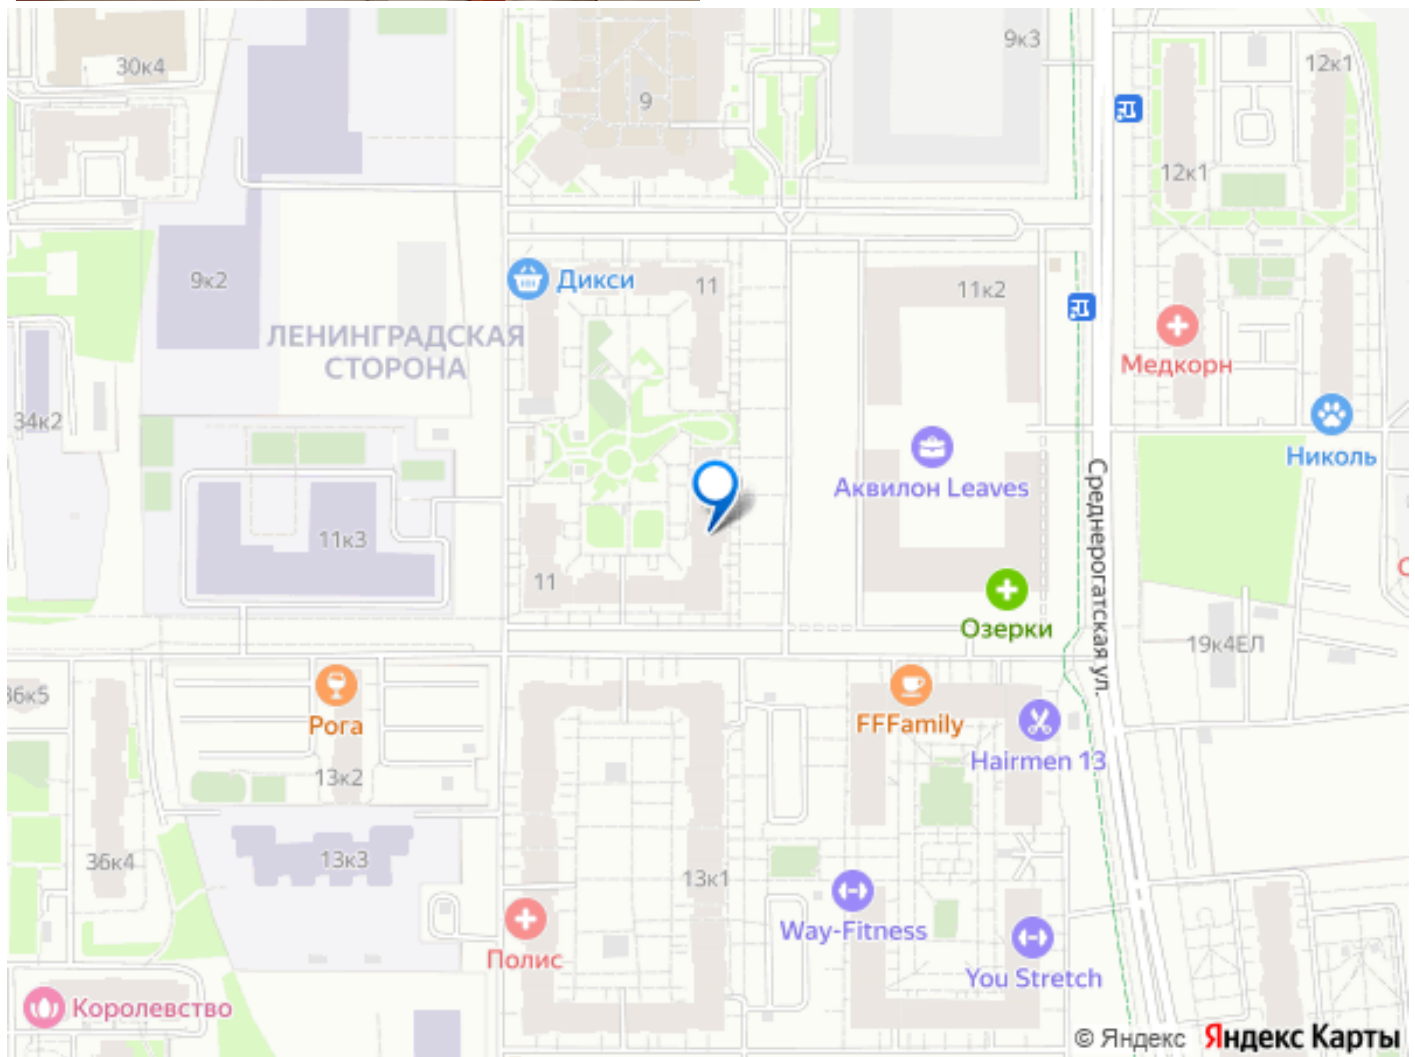 9к3
12к1
30к4
9
12к1
9к2
Дикси
11
11к2
ЛЕНИНГРАДСКАЯ
СТОРОНА
Медкорн
34к2
Николь
Аквилон Leaves
Среднерогатская ул.
11к3
11
Озерки
19к4ЕЛ
36к5
Рога
FFFamily
Hairmen 13
13к2
36к4
13к3
13к1
Way-Fitness
Полис
You Stretch
Королевство
© Яндекс Яндекс Карты